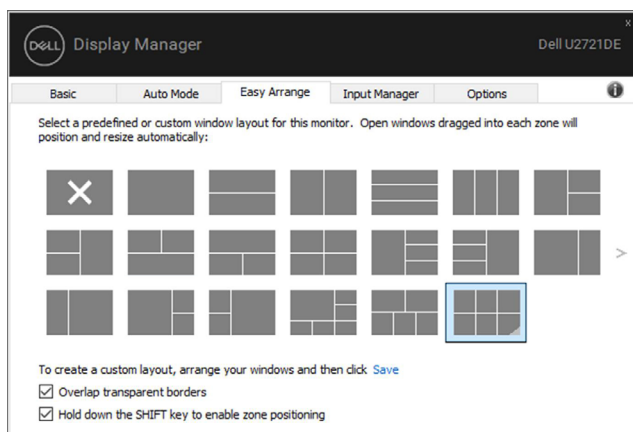 x
DELL Display Manager Dell U2721DE
Basic Auto Mode Easy Arrange Input Manager Options
Select a predefined or custom window layout for this monitor. Open windows dragged into each zone will
position and resize automatically:
To create a custom layout, arrange your windows and then click Save
Overlap transparent borders
Hold down the SHIFT key to enable zone positioning